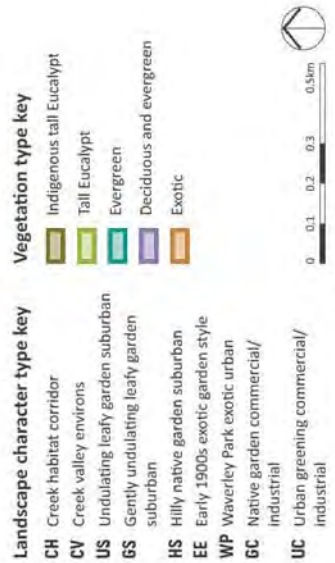 Landscape character type key
CH Creek habitat corridor
CV Creek valley environs
US Undulating leafy garden suburban
GS Gently undulating leafy garden
suburban
HS Hilly native garden suburban
EE Early 1900s exotic garden style
WP Waverley Park exotic urban
GC Native garden commercial/
industrial
UC Urban greening commercial/
industrial
Vegetation type key
Indigenous tall Eucalypt
Tall Eucalypt
Evergreen
Deciduous and evergreen
Exotic
0 0.1 0.2 0.3 0.5km